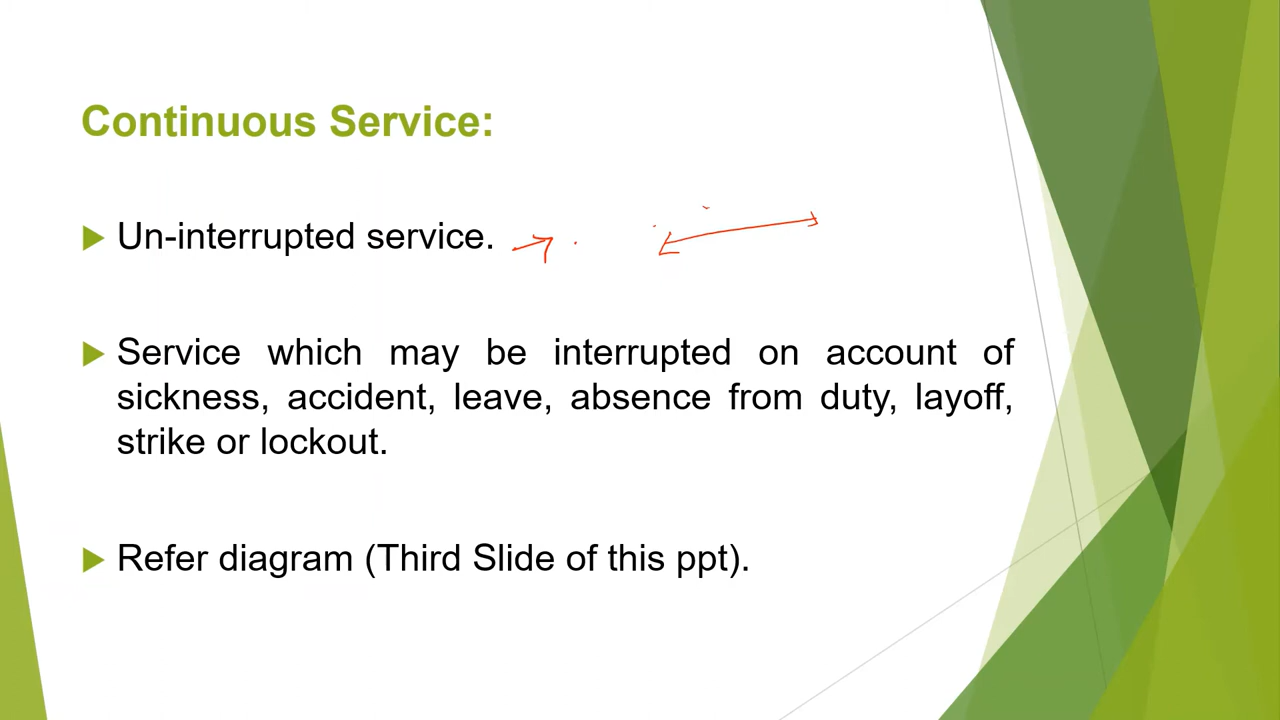 Continuous Service:
Un-interrupted service.
Service which may be interrupted on account of
sickness, accident, leave, absence from duty, layoff,
strike or lockout.
Refer diagram (Third Slide of this ppt).